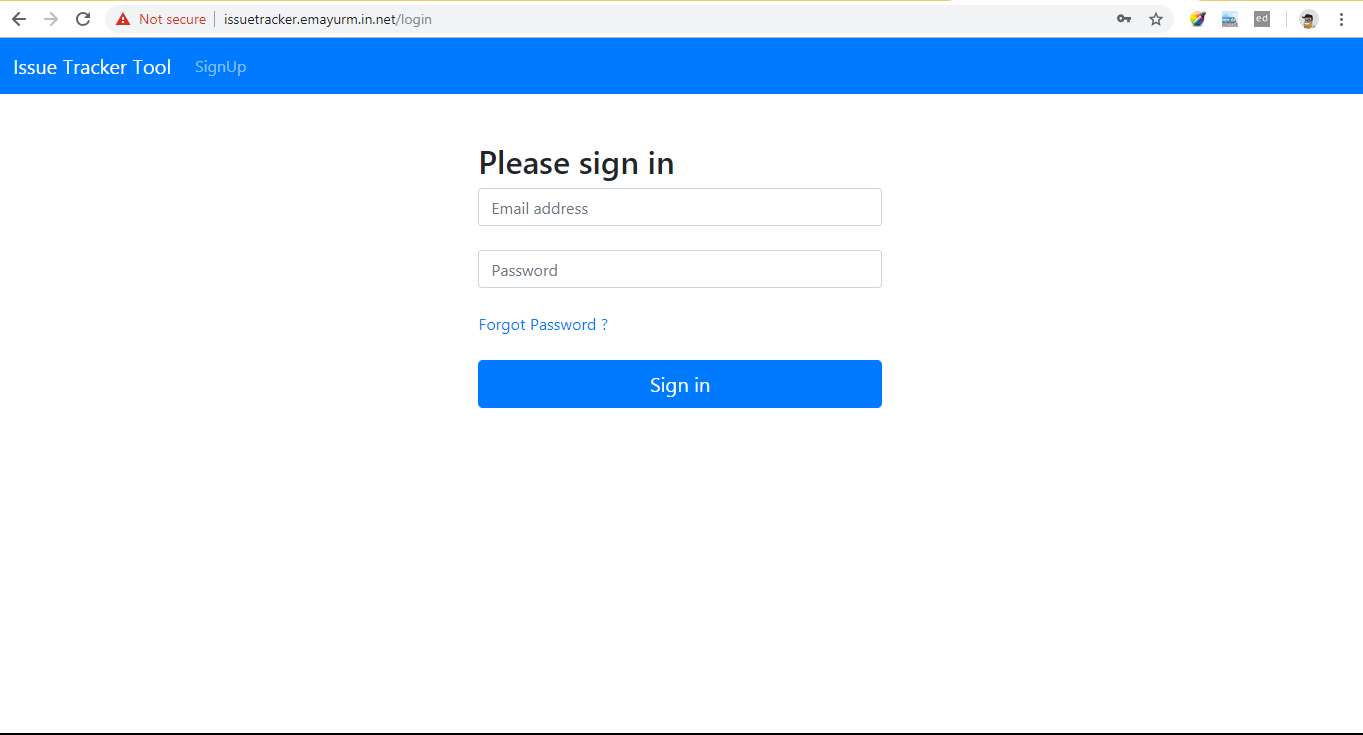 Not secure | issuetracker.emayurm.in.net/login
ed
Issue Tracker Tool SignUp
Please sign in
Email address
Password
Forgot Password ?
Sign in